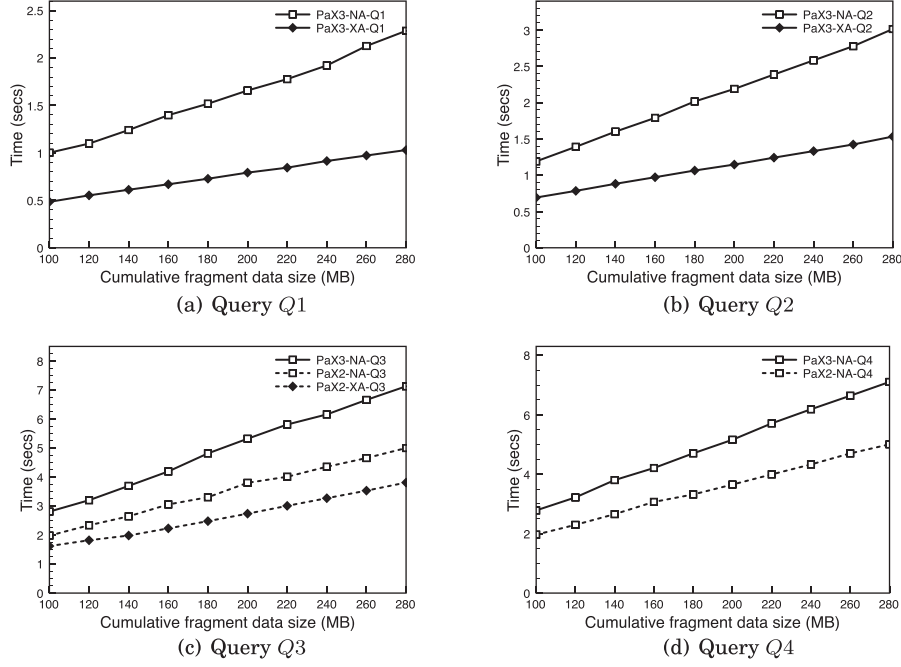 PaX3-NA-Q1
PaX3-XA-Q1
Time (secs)
2.5
2
1.5
1
0.5
0
100 120 140 160 180 200 220 240 260 280
Cumulative fragment data size (MB)
(a) Query Q1
PaX3-NA-Q2
PaX3-XA-Q2
Time (secs)
3
2.5
2
1.5
1
0.5
0
100 120 140 160 180 200 220 240 260 280
Cumulative fragment data size (MB)
(b) Query Q2
PaX3-NA-Q3
PaX2-NA-Q3
PaX2-XA-Q3
Time (secs)
8
7
6
5
4
3
2
1
0
100 120 140 160 180 200 220 240 260 280
Cumulative fragment data size (MB)
(c) Query Q3
PaX3-NA-Q4
PaX2-NA-Q4
Time (secs)
8
6
4
2
0
100 120 140 160 180 200 220 240 260 280
Cumulative fragment data size (MB)
(d) Query Q4